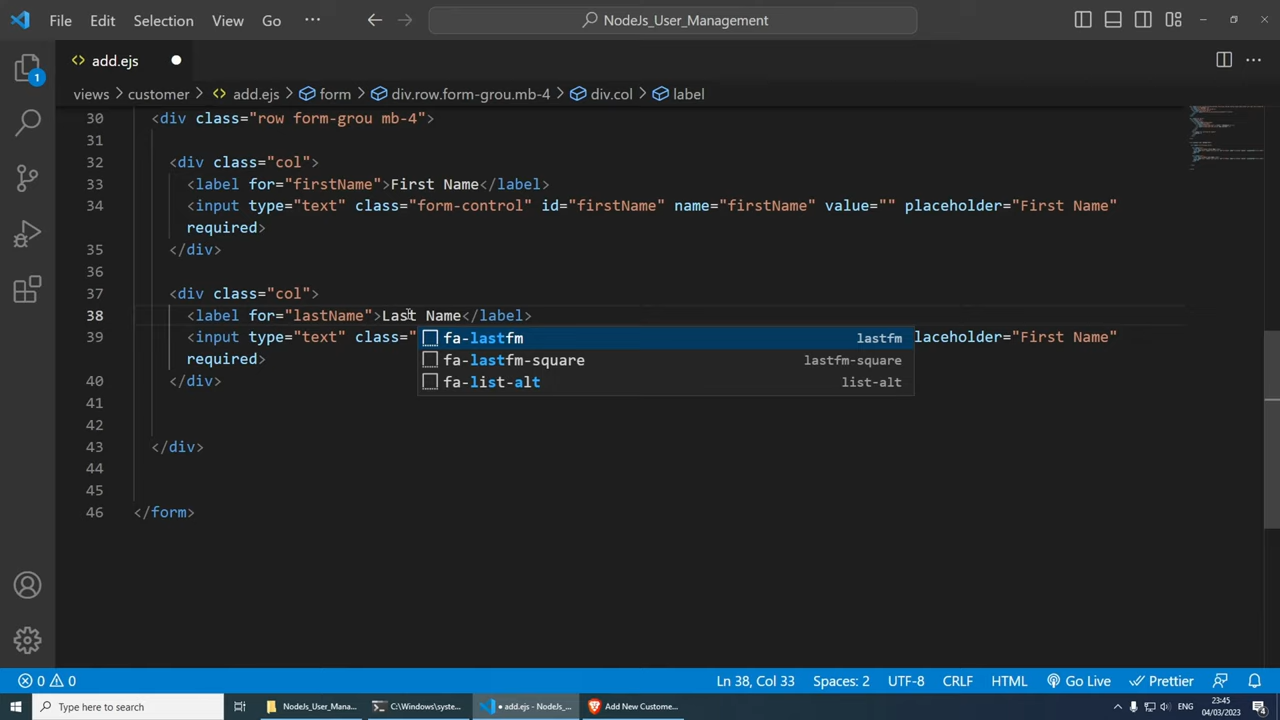 File Edit Selection View Go ··· NodeJs_User_Management
add.ejs
1
views > customer > add.ejs > form > div.row.form-grou.mb-4 > div.col > label
30 <div class="row form-grou mb-4">
31
32 <div class="col">
33 <label for="firstName">First Name</label>
34 <input type="text" class="form-control" id="firstName" name="firstName" value="" placeholder="First Name"
required>
35 </div>
36
37 <div class="col">
38 <label for="lastName">Last Name</label>
39 <input type="text" class=" laceholder="First Name"
fa-lastfm lastfm
required>
fa-lastfm-square lastfm-square
40 </div>
fa-list-alt list-alt
41
42
43 </div>
44
45
46 </form>
0 0 Ln 38, Col 33 Spaces: 2 UTF-8 CRLF HTML Go Live Prettier
Type here to search NodeJs_User_Mana... C:\Windows\syste... • add.ejs - NodeJs_... Add New Custome... ENG 23:45 04/03/2023 4